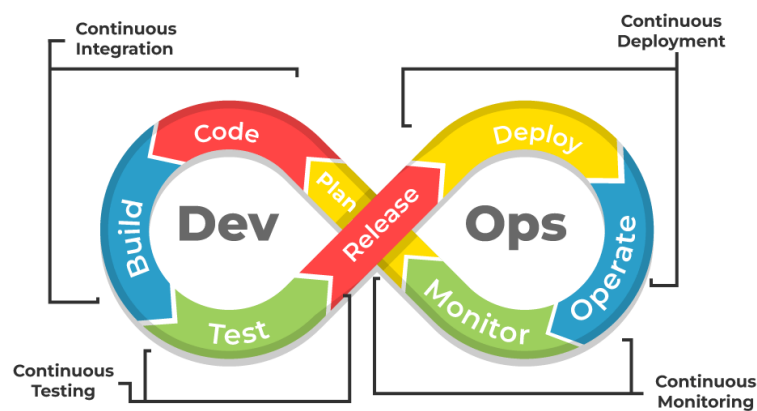 Continuous
Integration
Continuous
Deployment
Code
Deploy
Plan
Release
Dev
Ops
Build
Operate
Test
Monitor
Continuous
Testing
Continuous
Monitoring